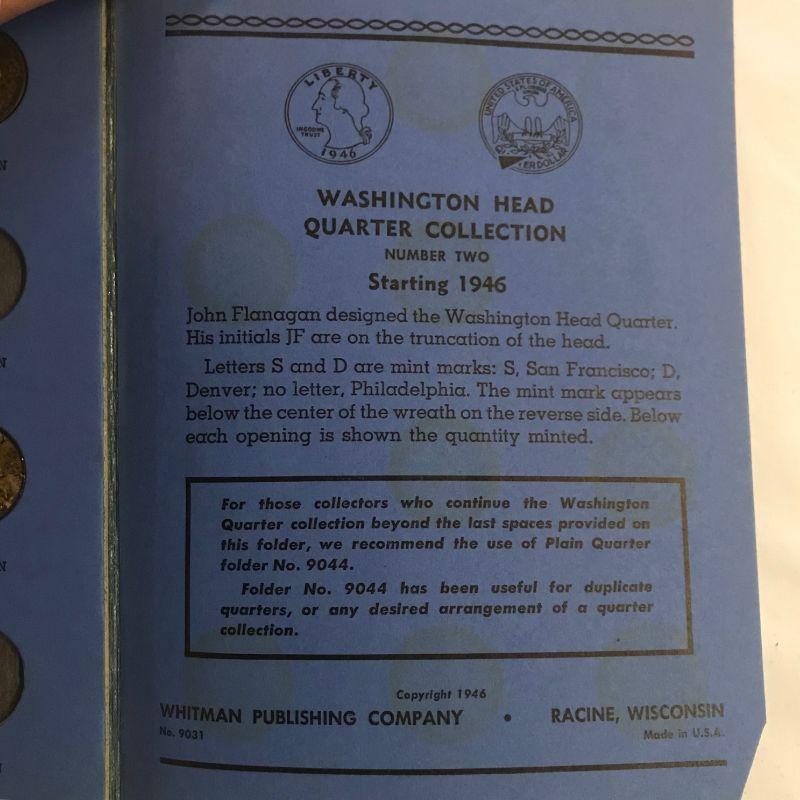 LIBERTY
IN GOD WE
TRUST
1946
UNITED STATES OF AMERICA
E PLURIBUS
UNUM
WASHINGTON HEAD
QUARTER COLLECTION
NUMBER TWO
Starting 1946
John Flanagan designed the Washington Head Quarter.
His initials JF are on the truncation of the head.
Letters S and D are mint marks: S, San Francisco; D,
Denver; no letter, Philadelphia. The mint mark appears
below the center of the wreath on the reverse side. Below
each opening is shown the quantity minted.
For those collectors who continue the Washington
Quarter collection beyond the last spaces provided on
this folder, we recommend the use of Plain Quarter
folder No. 9044.
Folder No. 9044 has been useful for duplicate
quarters, or any desired arrangement of a quarter
collection.
Copyright 1946
WHITMAN PUBLISHING COMPANY • RACINE, WISCONSIN
No. 9031 Made in U.S.A.